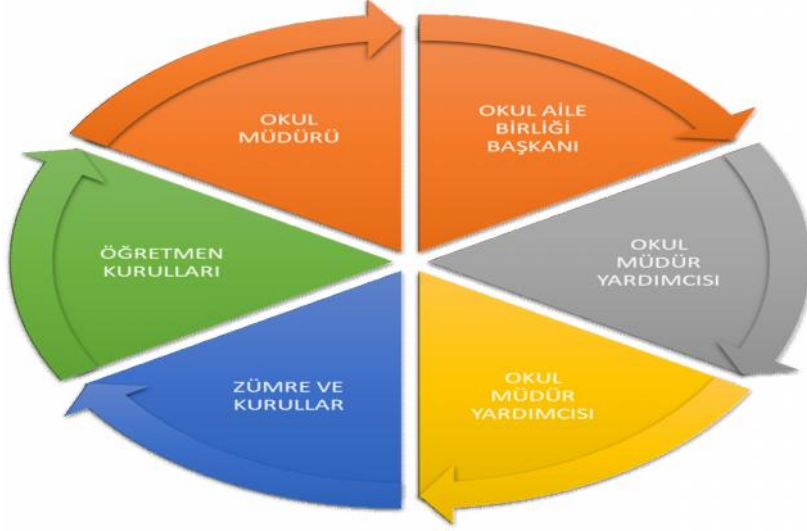 OKUL
MÜDÜRÜ
OKUL AİLE
BİRLİĞİ
BAŞKANI
OKUL
MÜDÜR
YARDIMCISI
OKUL
MÜDÜR
YARDIMCISI
ZÜMRE VE
KURULLAR
ÖĞRETMEN
KURULLARI